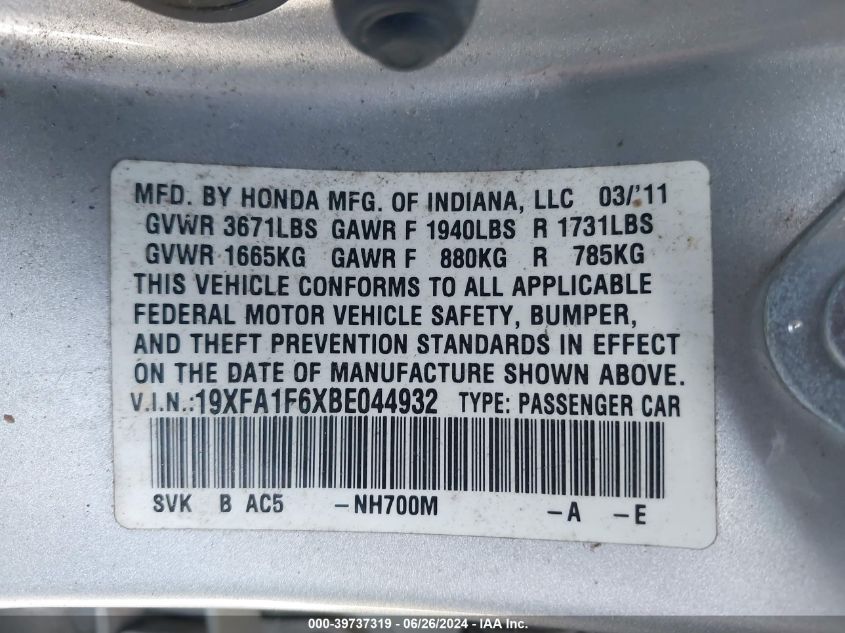 MFD. BY HONDA MFG. OF INDIANA, LLC 03/'11
GVWR 3671LBS GAWR F 1940LBS R 1731LBS
GVWR 1665KG GAWR F 880KG R 785KG
THIS VEHICLE CONFORMS TO ALL APPLICABLE
FEDERAL MOTOR VEHICLE SAFETY, BUMPER,
AND THEFT PREVENTION STANDARDS IN EFFECT
ON THE DATE OF MANUFACTURE SHOWN ABOVE.
V.I.N.:19XFA1F6XBE044932 TYPE: PASSENGER CAR
SVK B AC5 -NH700M -A -E
000-39737319 - 06/26/2024 - IAA Inc.